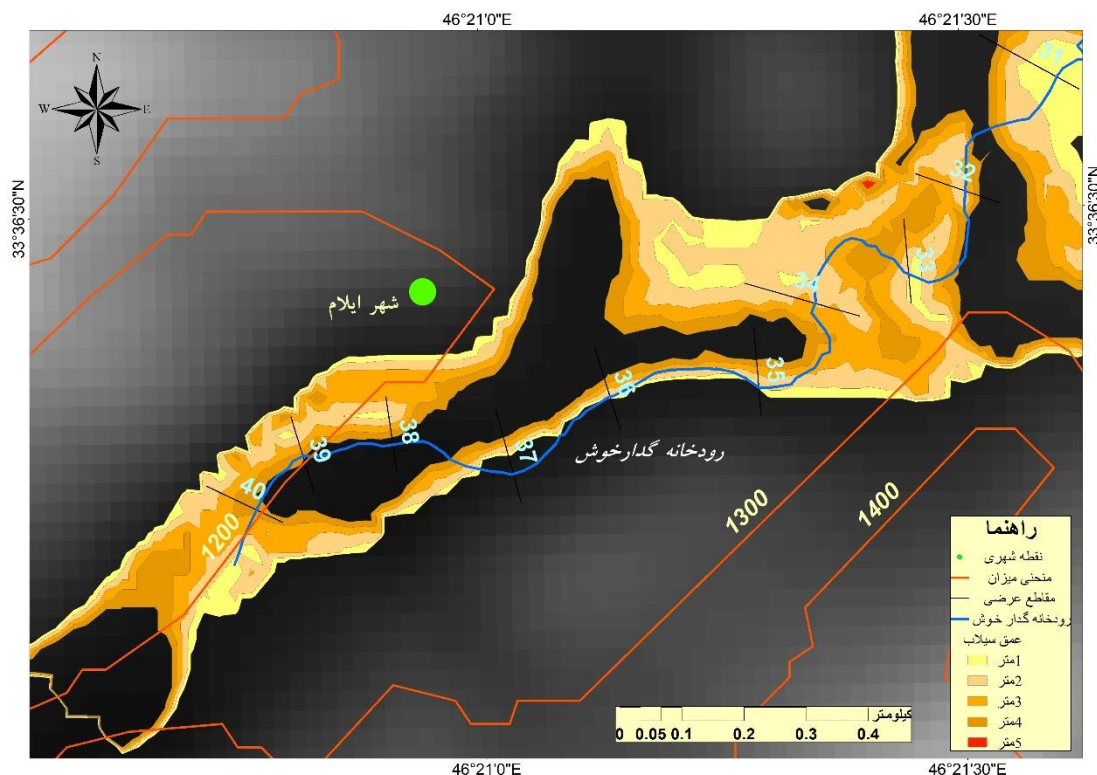 46°21'0"E
46°21'30"E
N
W
E
S
33°36'30"N
33°36'30"N
31
32
33
34
35
36
37
38
39
40
شهر ایلام
رودخانه گدارخوش
1200
1300
1400
راهنما
نقطه شهری
منحنی میزان
مقاطع عرضی
رودخانه گدار خوش
عمق سیلاب
1متر
2متر
3متر
4متر
5متر
کیلومتر
0 0.05 0.1 0.2 0.3 0.4
46°21'0"E
46°21'30"E